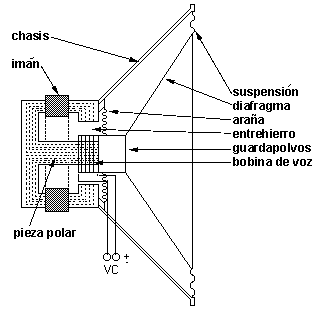 chasis
imán
suspensión
diafragma
araña
entrehierro
guardapolvos
bobina de voz
pieza polar
+
-
VC